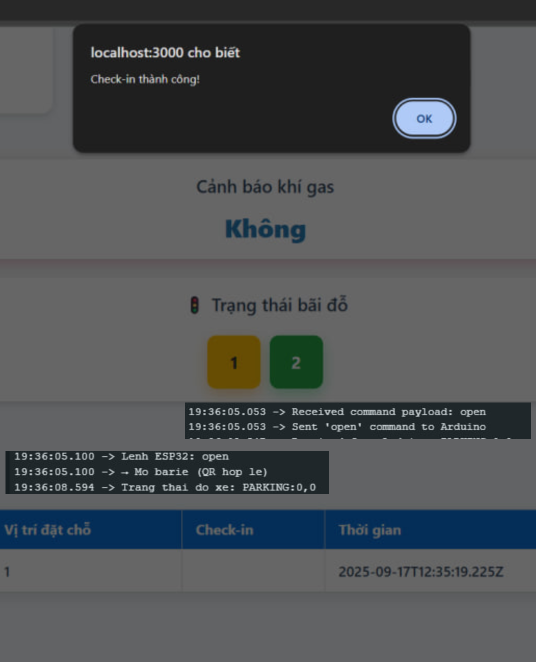 localhost:3000 cho biết
Check-in thành công!
OK
Cảnh báo khí gas
Không
Trạng thái bãi đỗ
1
2
19:36:05.053 -> Received command payload: open
19:36:05.053 -> Sent 'open' command to Arduino
19:36:05.100 -> Lenh ESP32: open
19:36:05.100 -> → Mo barie (QR hop le)
19:36:08.594 -> Trang thai do xe: PARKING:0,0
Vị trí đặt chỗ Check-in Thời gian
1 2025-09-17T12:35:19.225Z